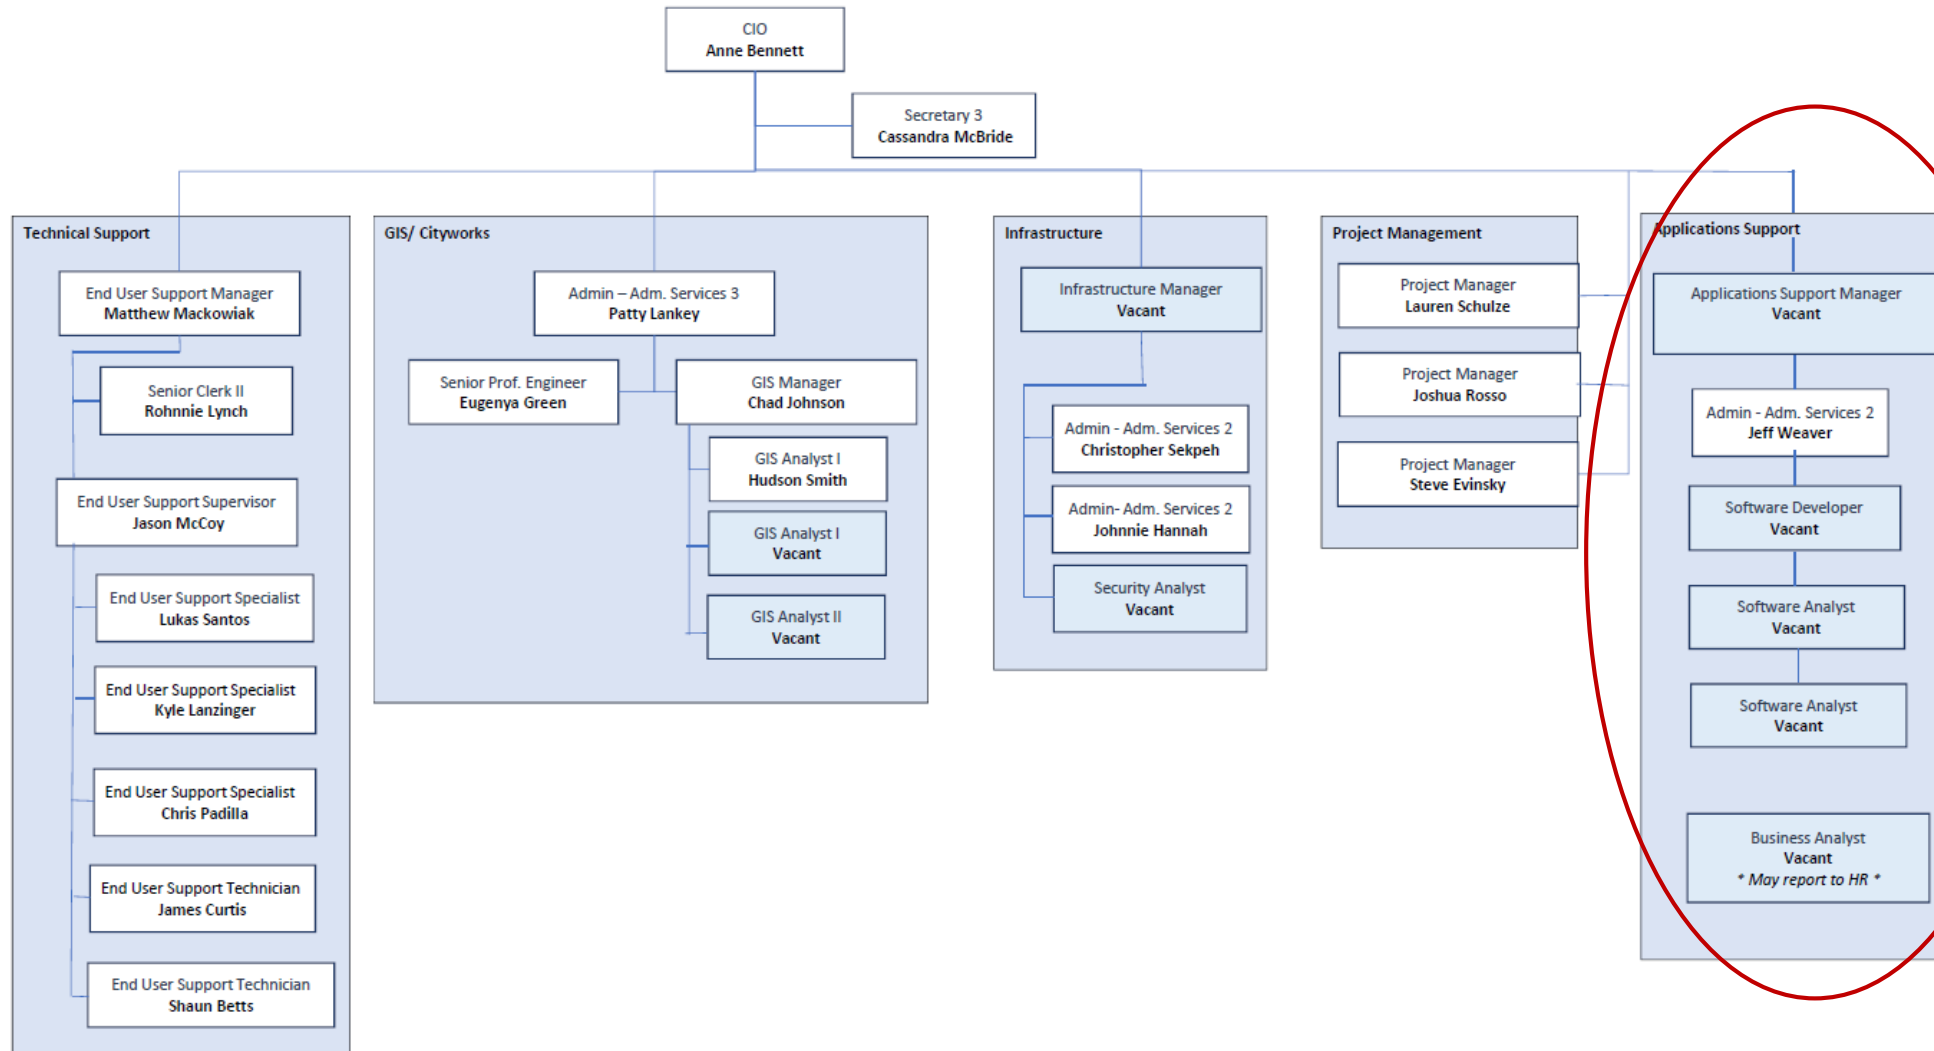 CIO
Anne Bennett
Secretary 3
Cassandra McBride
Technical Support
End User Support Manager
Matthew Mackowiak
Senior Clerk II
Rohnnie Lynch
End User Support Supervisor
Jason McCoy
End User Support Specialist
Lukas Santos
End User Support Specialist
Kyle Lanzinger
End User Support Specialist
Chris Padilla
End User Support Technician
James Curtis
End User Support Technician
Shaun Betts
GIS/ Cityworks
Admin – Adm. Services 3
Patty Lankey
Senior Prof. Engineer
Eugenya Green
GIS Manager
Chad Johnson
GIS Analyst I
Hudson Smith
GIS Analyst I
Vacant
GIS Analyst II
Vacant
Infrastructure
Infrastructure Manager
Vacant
Admin - Adm. Services 2
Christopher Sekpeh
Admin- Adm. Services 2
Johnnie Hannah
Security Analyst
Vacant
Project Management
Project Manager
Lauren Schulze
Project Manager
Joshua Rosso
Project Manager
Steve Evinsky
Applications Support
Applications Support Manager
Vacant
Admin - Adm. Services 2
Jeff Weaver
Software Developer
Vacant
Software Analyst
Vacant
Software Analyst
Vacant
Business Analyst
Vacant
* May report to HR *